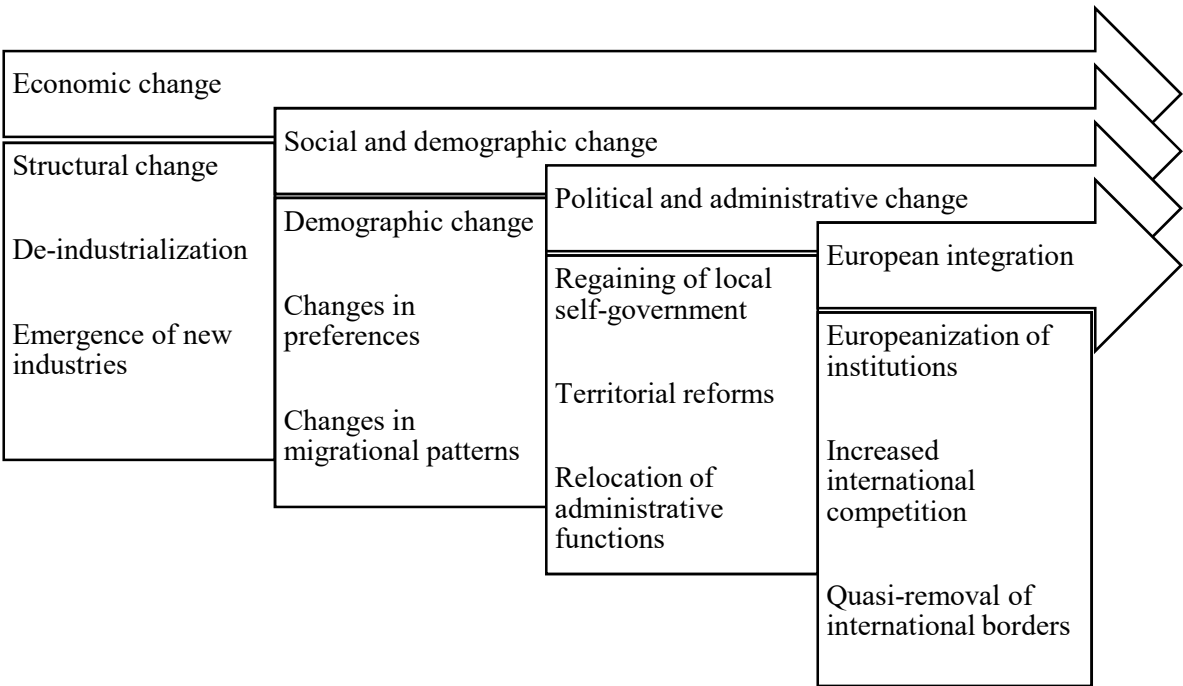 Economic change
Structural change
De-industrialization
Emergence of new
industries
Social and demographic change
Demographic change
Changes in
preferences
Changes in
migrational patterns
Political and administrative change
Regaining of local
self-government
Territorial reforms
Relocation of
administrative
functions
European integration
Europeanization of
institutions
Increased
international
competition
Quasi-removal of
international borders